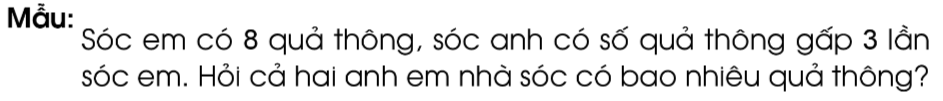 Mẫu:
Sóc em có 8 quả thông, sóc anh có số quả thông gấp 3 lần
sóc em. Hỏi cả hai anh em nhà sóc có bao nhiêu quả thông?